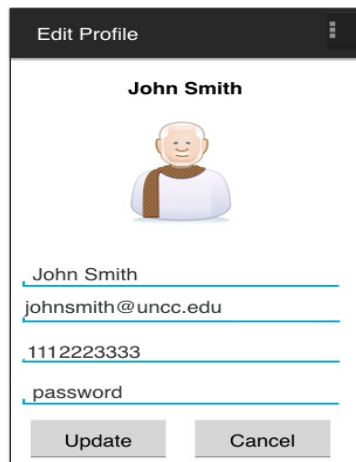 Edit Profile
John Smith
John Smith
johnsmith@uncc.edu
1112223333
password
Update Cancel